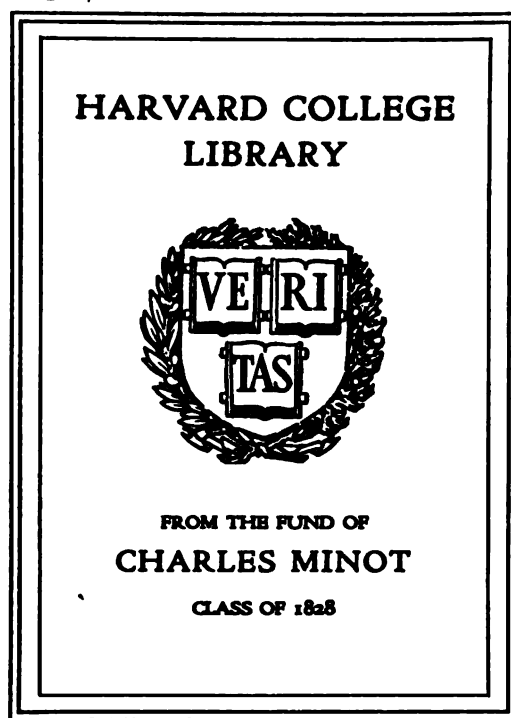 HARVARD COLLEGE
LIBRARY
VE RI
TAS
FROM THE FUND OF
CHARLES MINOT
CLASS OF 1828